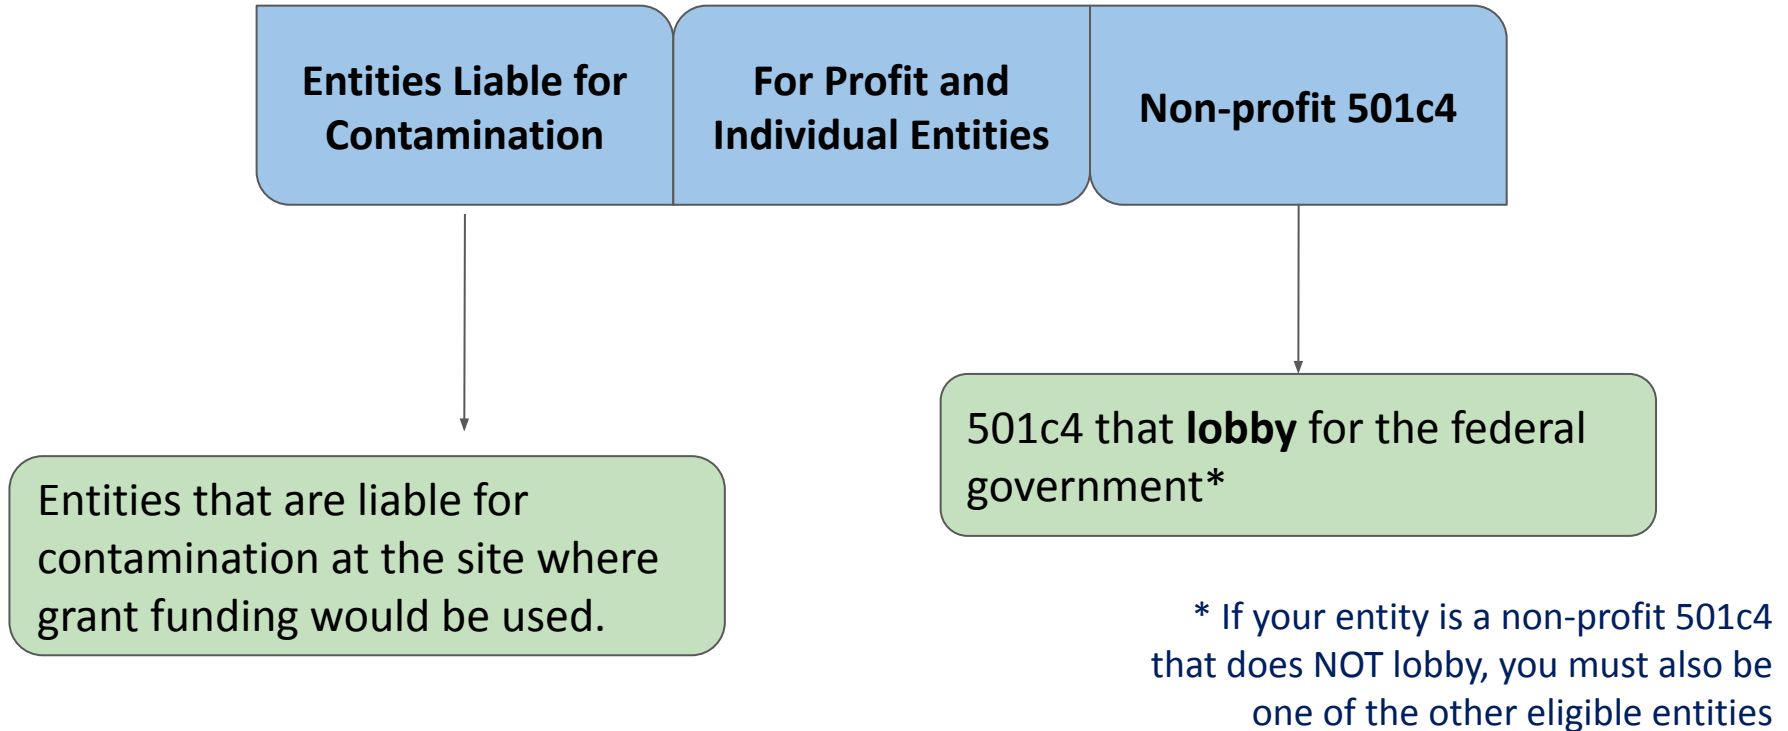 Entities Liable for
Contamination
For Profit and
Individual Entities
Non-profit 501c4
501c4 that lobby for the federal
government*
Entities that are liable for
contamination at the site where
grant funding would be used.
* If your entity is a non-profit 501c4
that does NOT lobby, you must also be
one of the other eligible entities